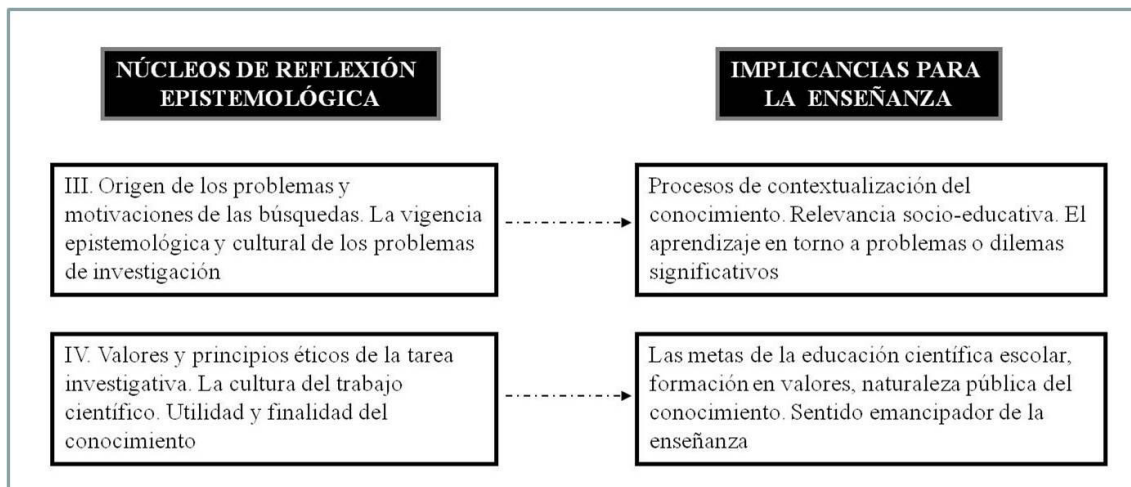 NÚCLEOS DE REFLEXIÓN
EPISTEMOLÓGICA
IMPLICANCIAS PARA
LA ENSEÑANZA
III. Origen de los problemas y
motivaciones de las búsquedas. La vigencia
epistemológica y cultural de los problemas
de investigación
Procesos de contextualización del
conocimiento. Relevancia socio-educativa. El
aprendizaje en torno a problemas o dilemas
significativos
IV. Valores y principios éticos de la tarea
investigativa. La cultura del trabajo
científico. Utilidad y finalidad del
conocimiento
Las metas de la educación científica escolar,
formación en valores, naturaleza pública del
conocimiento. Sentido emancipador de la
enseñanza